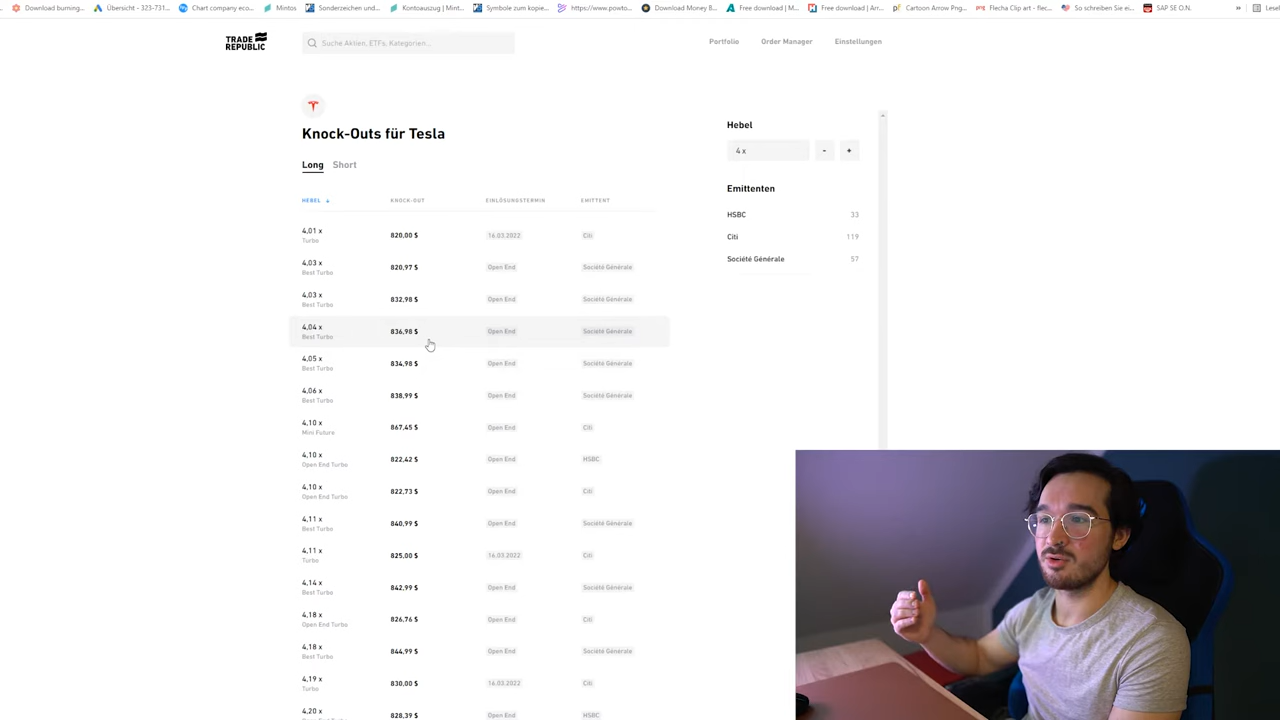 Download burning...
Übersicht - 323-731...
Chart company eco...
Mintos
Sonderzeichen und...
Kontoauszug | Mint...
Symbole zum kopie...
https://www.powto...
Download Money B...
Free download | M...
Free download | Arr...
Cartoon Arrow Png...
Flecha Clip art - flec...
So schreiben Sie ei...
SAP SE O.N.
»
Lesel
TRADE
REPUBLIC
Suche Aktien, ETFs, Kategorien...
Portfolio
Order Manager
Einstellungen
Knock-Outs für Tesla
Long Short
HEBEL ↓ KNOCK-OUT EINLÖSUNGSTERMIN EMITTENT
4,01 x 820,00 $ 16.03.2022 Citi
Turbo
4,03 x 820,97 $ Open End Société Générale
Best Turbo
4,03 x 832,98 $ Open End Société Générale
Best Turbo
4,04 x 836,98 $ Open End Société Générale
Best Turbo
4,05 x 834,98 $ Open End Société Générale
Best Turbo
4,06 x 838,99 $ Open End Société Générale
Best Turbo
4,10 x 867,45 $ Open End Citi
Mini Future
4,10 x 822,42 $ Open End HSBC
Open End Turbo
4,10 x 822,73 $ Open End Citi
Open End Turbo
4,11 x 840,99 $ Open End Société Générale
Best Turbo
4,11 x 825,00 $ 16.03.2022 Citi
Turbo
4,14 x 842,99 $ Open End Société Générale
Best Turbo
4,18 x 826,76 $ Open End Citi
Open End Turbo
4,18 x 844,99 $ Open End Société Générale
Best Turbo
4,19 x 830,00 $ 16.03.2022 Citi
Turbo
4,20 x 828,39 $ Open End HSBC
Hebel
4 x - +
Emittenten
HSBC 33
Citi 119
Société Générale 57